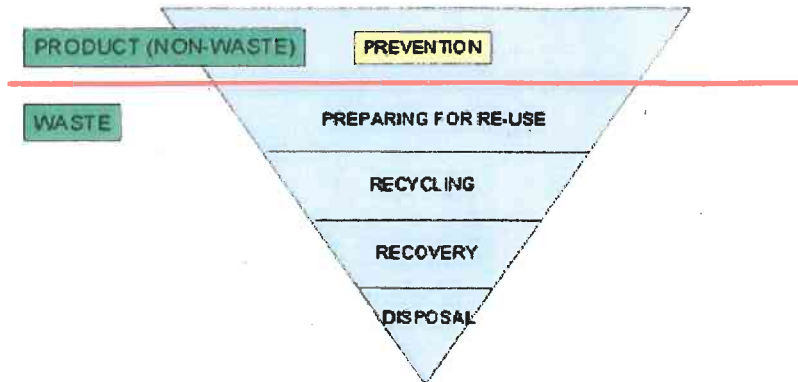 PRODUCT (NON-WASTE) PREVENTION
WASTE PREPARING FOR RE-USE
RECYCLING
RECOVERY
DISPOSAL